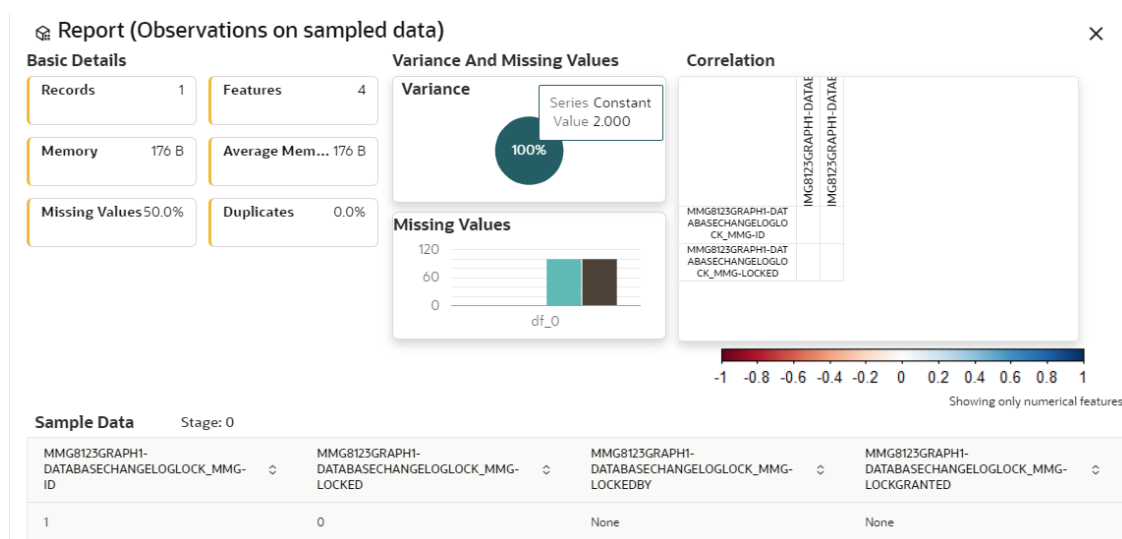 Report (Observations on sampled data)
Basic Details
Records 1
Features 4
Memory 176 B
Average Mem... 176 B
Missing Values 50.0%
Duplicates 0.0%
Variance And Missing Values
Variance
Series Constant
Value 2.000
100%
Missing Values
120
60
0
df_0
Correlation
MG8123GRAPH1-DATAB
MG8123GRAPH1-DATAB
MMG8123GRAPH1-DAT
ABASECHANGELOGLO
CK_MMG-ID
MMG8123GRAPH1-DAT
ABASECHANGELOGLO
CK_MMG-LOCKED
-1 -0.8 -0.6 -0.4 -0.2 0 0.2 0.4 0.6 0.8 1
Showing only numerical features
Sample Data Stage: 0
MMG8123GRAPH1-
DATABASECHANGELOGLOCK_MMG-
ID
MMG8123GRAPH1-
DATABASECHANGELOGLOCK_MMG-
LOCKED
MMG8123GRAPH1-
DATABASECHANGELOGLOCK_MMG-
LOCKEDBY
MMG8123GRAPH1-
DATABASECHANGELOGLOCK_MMG-
LOCKGRANTED
1 0 None None